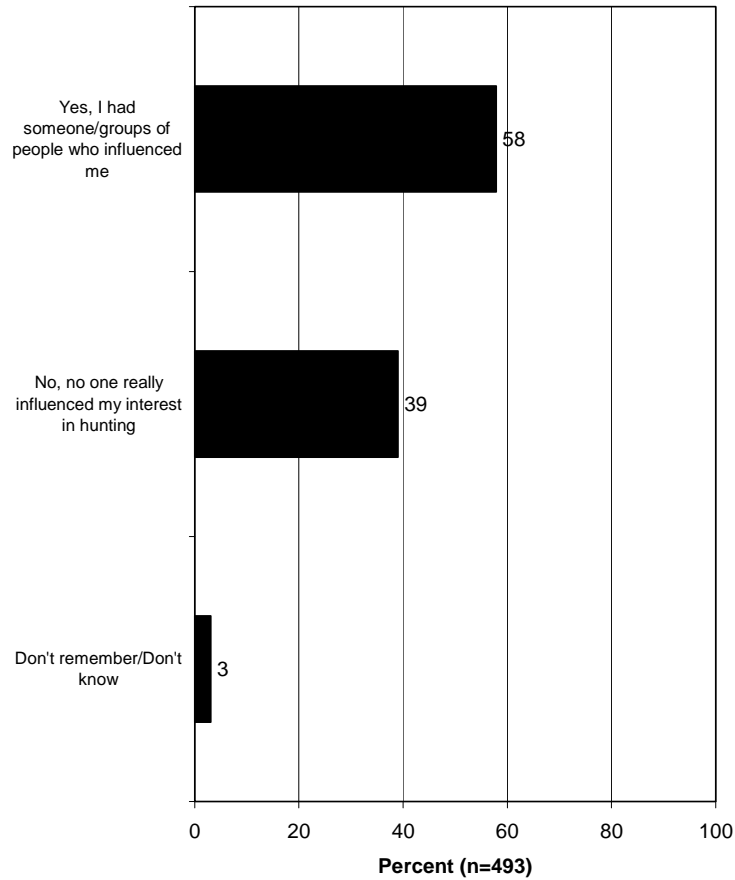 Yes, I had
someone/groups of
people who influenced
me
58
No, no one really
influenced my interest
in hunting
39
Don't remember/Don't
know
3
0 20 40 60 80 100
Percent (n=493)